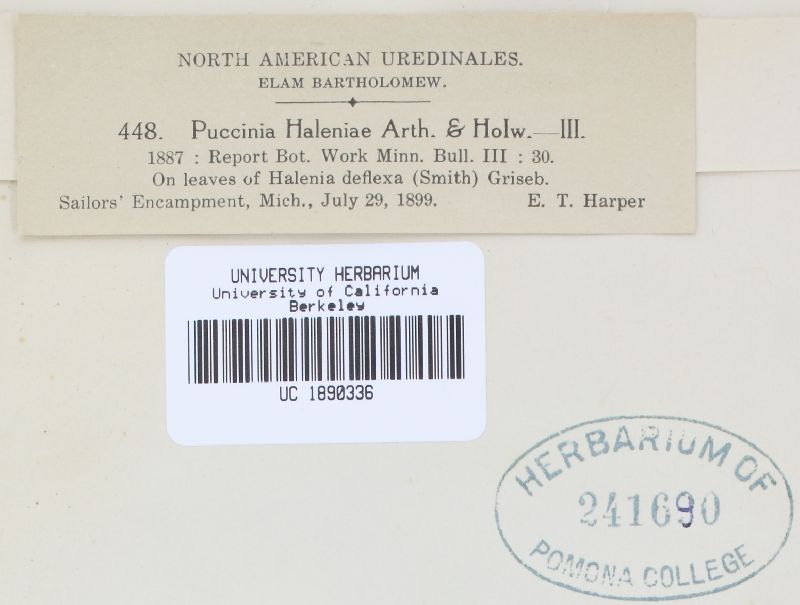 NORTH AMERICAN UREDINALES.
ELAM BARTHOLOMEW.
448. Puccinia Haleniae Arth. & Holw.—III.
1887 : Report Bot. Work Minn. Bull. III : 30.
On leaves of Halenia deflexa (Smith) Griseb.
Sailors' Encampment, Mich., July 29, 1899. E. T. Harper
UNIVERSITY HERBARIUM
University of California
Berkeley
UC 1890336
HERBARIUM OF
241690
POMONA COLLEGE